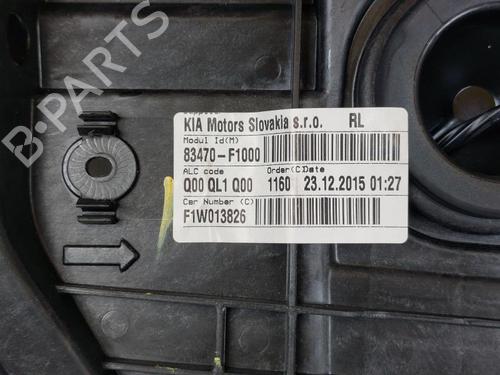 B-PARTS
KIA Motors Slovakia s.r.o. RL
Modul Id(M)
83470-F1000
ALC code Order(C)Date
Q00 QL1 Q00 1160 23.12.2015 01:27
Car Number (C)
F1W013826